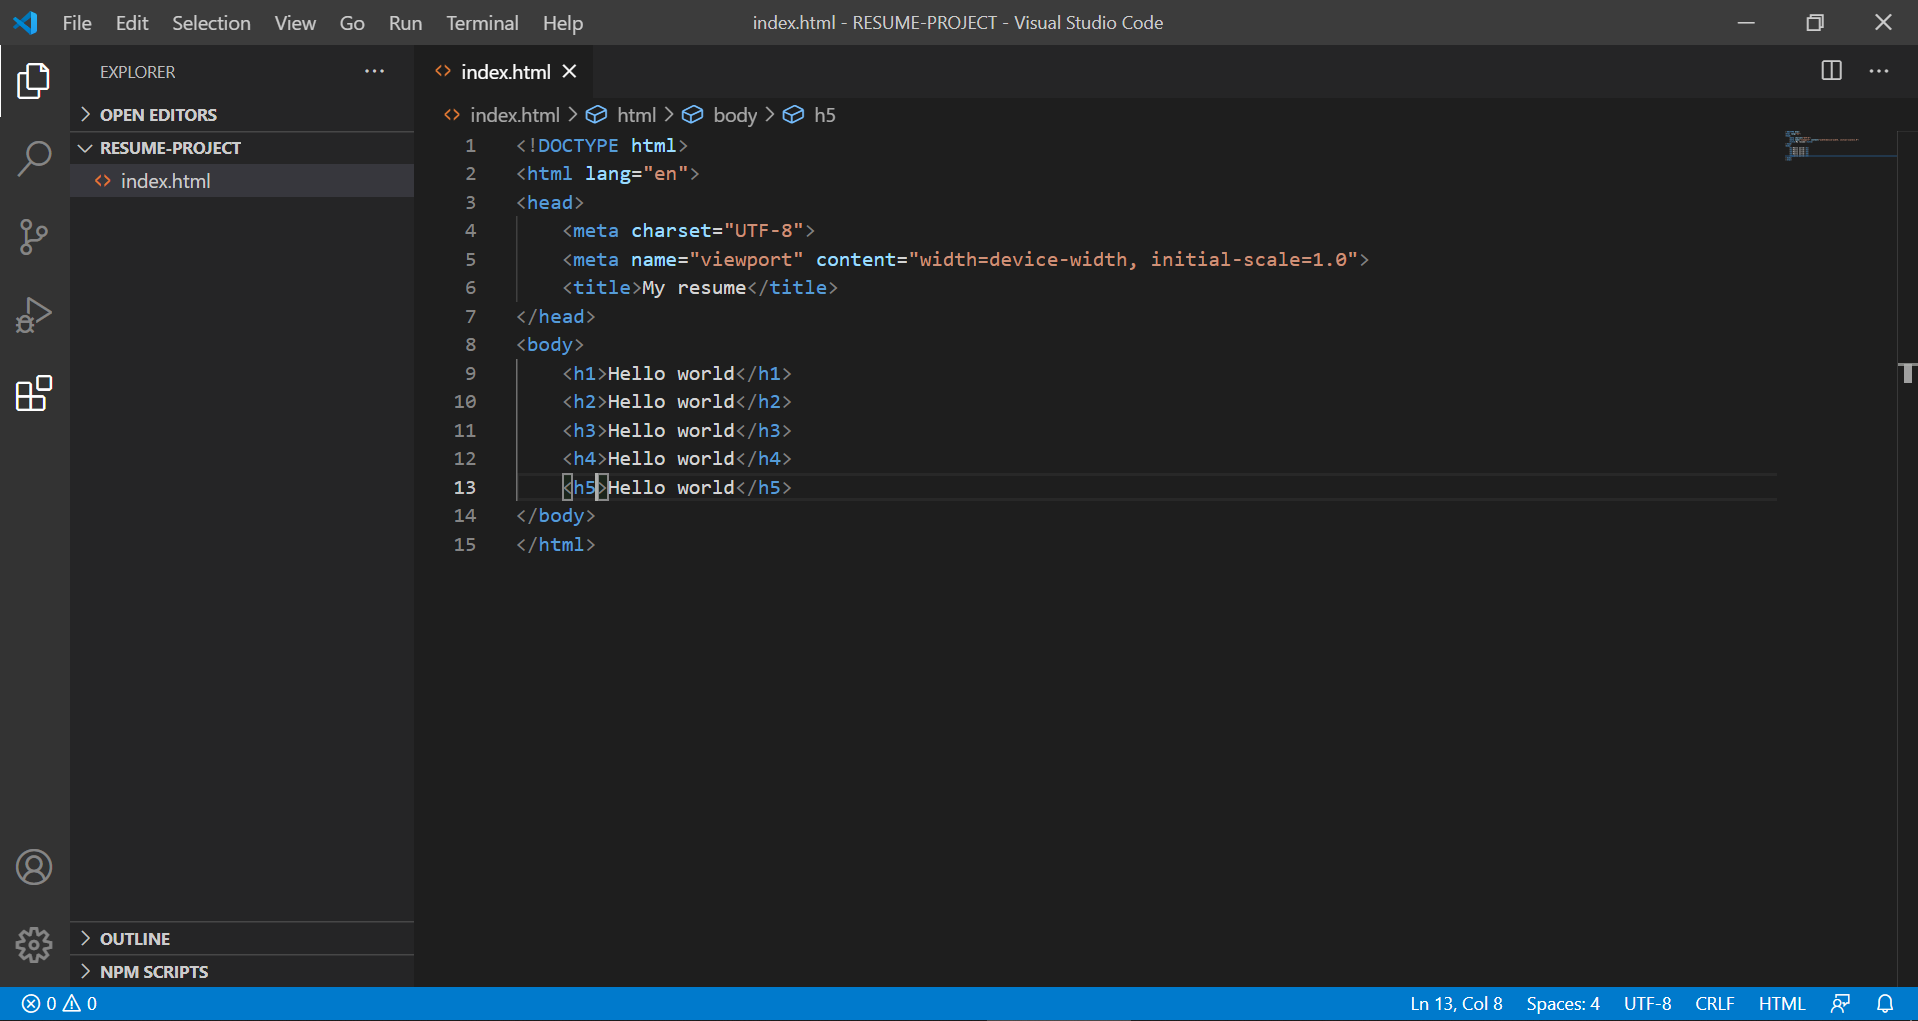 File Edit Selection View Go Run Terminal Help
index.html - RESUME-PROJECT - Visual Studio Code
EXPLORER
OPEN EDITORS
RESUME-PROJECT
index.html
OUTLINE
NPM SCRIPTS
index.html
index.html > html > body > h5
1 <!DOCTYPE html>
2 <html lang="en">
3 <head>
4     <meta charset="UTF-8">
5     <meta name="viewport" content="width=device-width, initial-scale=1.0">
6     <title>My resume</title>
7 </head>
8 <body>
9     <h1>Hello world</h1>
10     <h2>Hello world</h2>
11     <h3>Hello world</h3>
12     <h4>Hello world</h4>
13     <h5>Hello world</h5>
14 </body>
15 </html>
0 0 Ln 13, Col 8 Spaces: 4 UTF-8 CRLF HTML